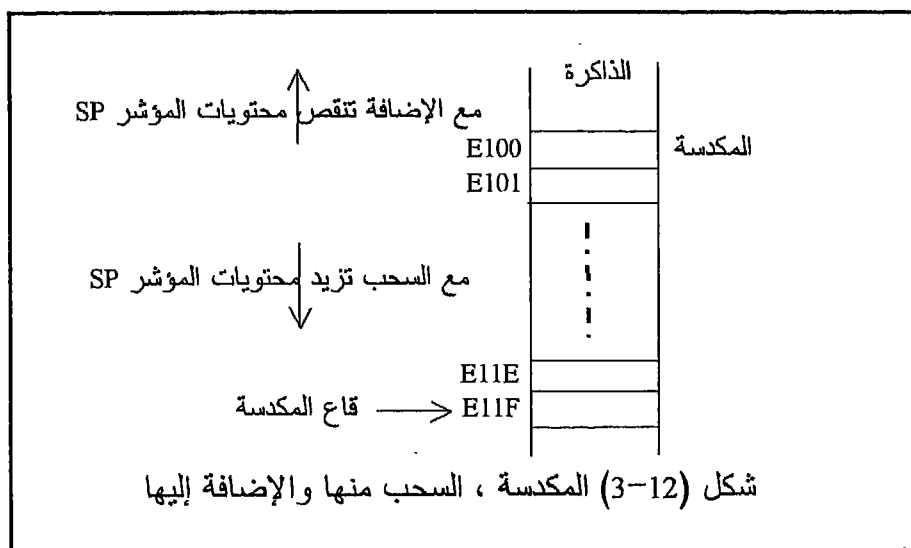 الذاكرة
مع الإضافة تنقص محتويات المؤشر SP
E100
المكدسة
E101
مع السحب تزيد محتويات المؤشر SP
E11E
قاع المكدسة
E11F
شكل (12-3) المكدسة ، السحب منها والإضافة إليها